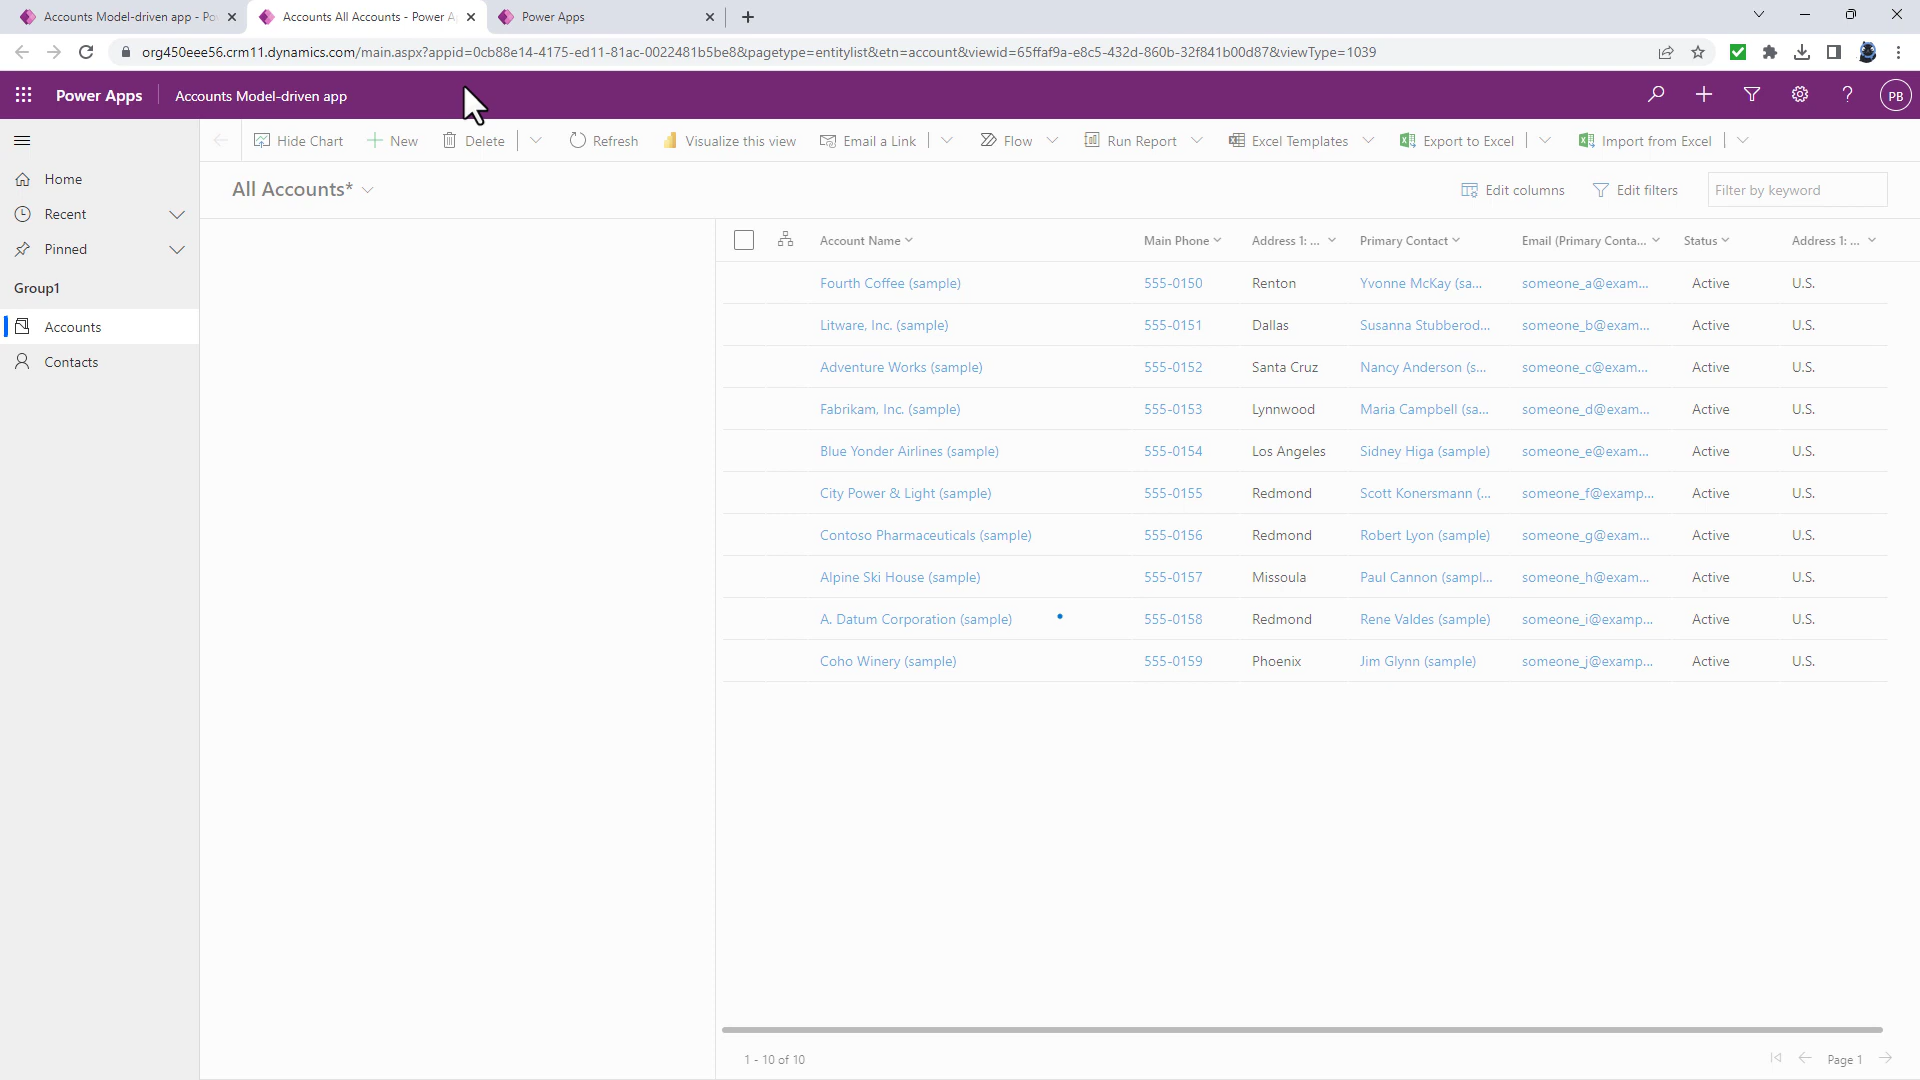 Accounts Model-driven app - Po
Accounts All Accounts - Power A
Power Apps
org450eee56.crm11.dynamics.com/main.aspx?appid=0cb88e14-4175-ed11-81ac-0022481b5be8&pagetype=entitylist&etn=account&viewid=65ffaf9a-e8c5-432d-860b-32f841b00d87&viewType=1039
Power Apps Accounts Model-driven app
PB
Hide Chart New Delete Refresh Visualize this view Email a Link Flow Run Report Excel Templates Export to Excel Import from Excel
Home
Recent
Pinned
Group1
Accounts
Contacts
All Accounts*
Edit columns Edit filters Filter by keyword
Account Name Main Phone Address 1: ... Primary Contact Email (Primary Conta... Status Address 1: ...
Fourth Coffee (sample) 555-0150 Renton Yvonne McKay (sa... someone_a@exam... Active U.S.
Litware, Inc. (sample) 555-0151 Dallas Susanna Stubberod... someone_b@exam... Active U.S.
Adventure Works (sample) 555-0152 Santa Cruz Nancy Anderson (s... someone_c@exam... Active U.S.
Fabrikam, Inc. (sample) 555-0153 Lynnwood Maria Campbell (sa... someone_d@exam... Active U.S.
Blue Yonder Airlines (sample) 555-0154 Los Angeles Sidney Higa (sample) someone_e@exam... Active U.S.
City Power & Light (sample) 555-0155 Redmond Scott Konersmann (... someone_f@examp... Active U.S.
Contoso Pharmaceuticals (sample) 555-0156 Redmond Robert Lyon (sample) someone_g@exam... Active U.S.
Alpine Ski House (sample) 555-0157 Missoula Paul Cannon (sampl... someone_h@exam... Active U.S.
A. Datum Corporation (sample) 555-0158 Redmond Rene Valdes (sample) someone_i@examp... Active U.S.
Coho Winery (sample) 555-0159 Phoenix Jim Glynn (sample) someone_j@examp... Active U.S.
1 - 10 of 10
Page 1